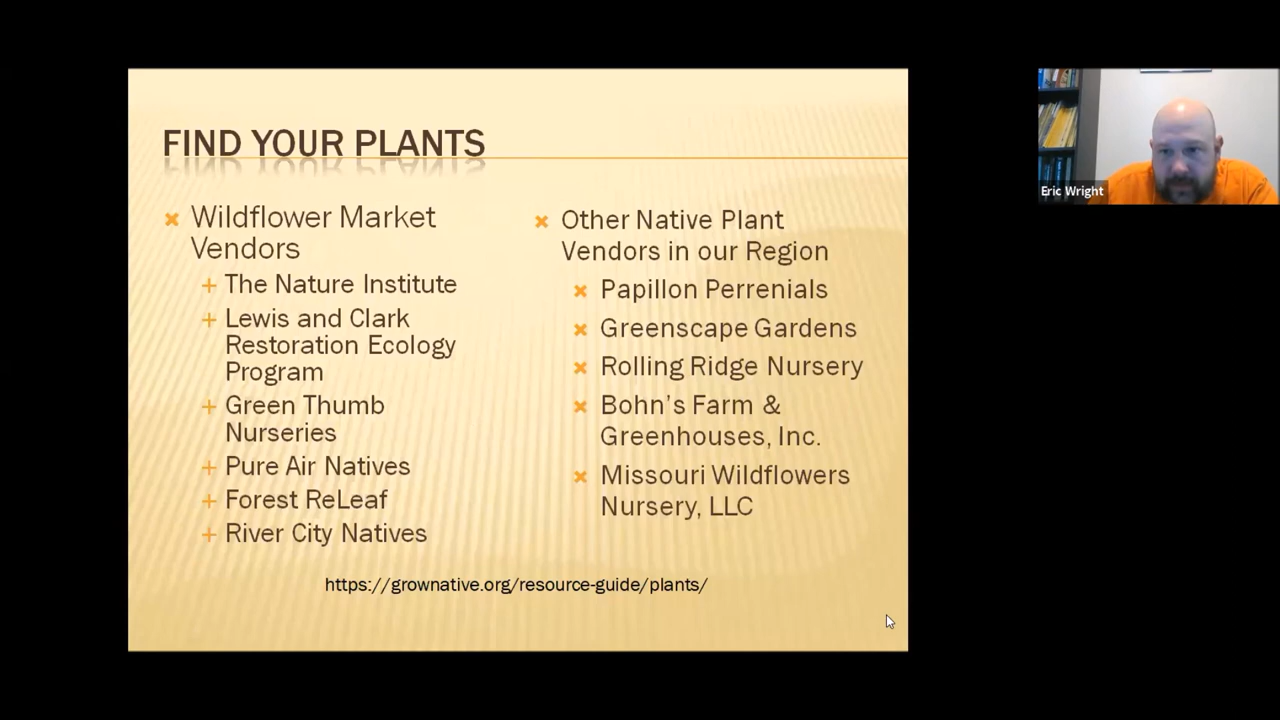 FIND YOUR PLANTS
Wildflower Market
Vendors
The Nature Institute
Lewis and Clark
Restoration Ecology
Program
Green Thumb
Nurseries
Pure Air Natives
Forest ReLeaf
River City Natives
Other Native Plant
Vendors in our Region
Papillon Perrenials
Greenscape Gardens
Rolling Ridge Nursery
Bohn's Farm &
Greenhouses, Inc.
Missouri Wildflowers
Nursery, LLC
https://grownative.org/resource-guide/plants/
Eric Wright